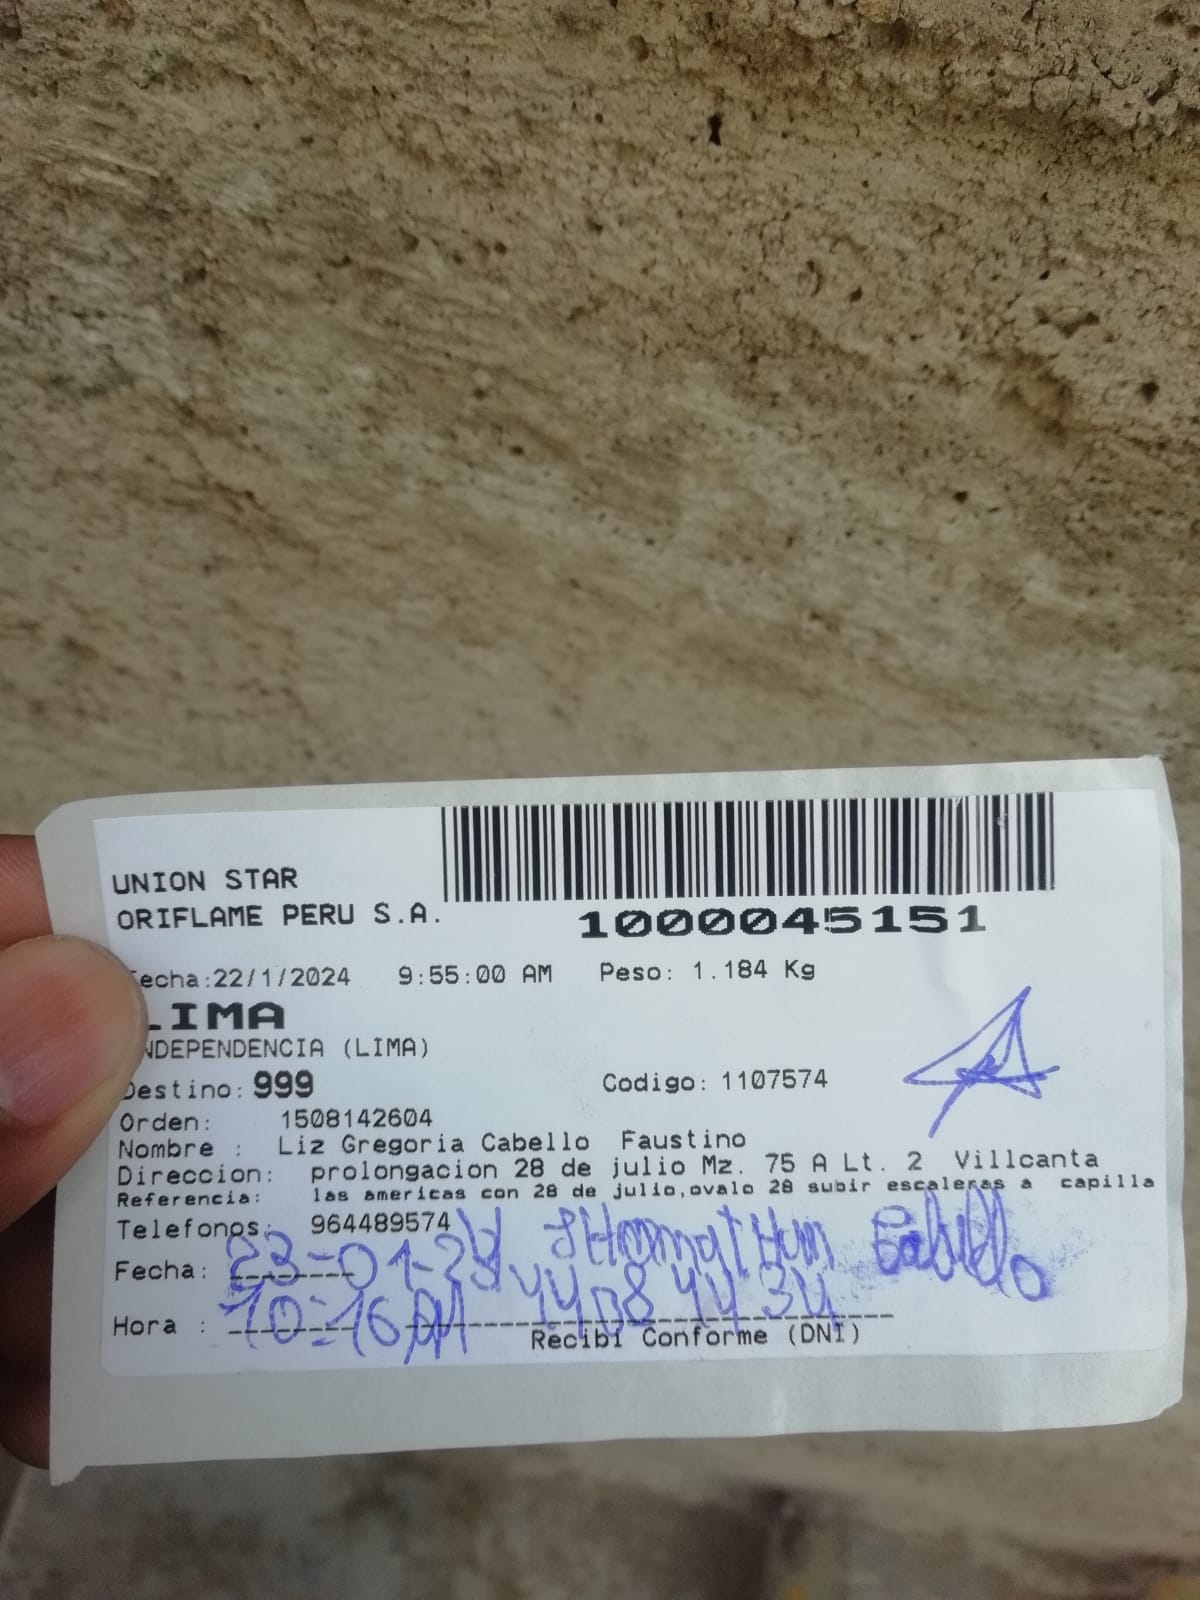 UNION STAR
ORIFLAME PERU S.A.
1000045151
echa:22/1/2024 9:55:00 AM Peso: 1.184 Kg
LIMA
NDEPENDENCIA (LIMA)
Destino: 999 Codigo: 1107574
Orden: 1508142604
Nombre : Liz Gregoria Cabello Faustino
Direccion: prolongacion 28 de julio Mz. 75 A Lt. 2 Villcanta
Referencia: las americas con 28 de julio,ovalo 28 subir escaleras a capilla
Telefonos: 964489574
Fecha: 23-01-24 Cabello
Hora : 10:16
Recibi Conforme (DNI)